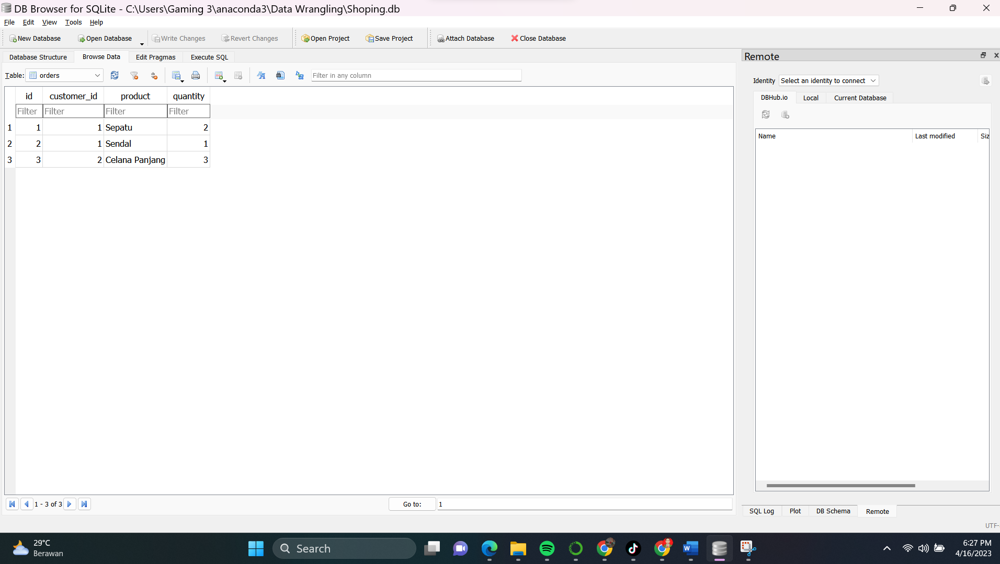 DB Browser for SQLite - C:\Users\Gaming 3\anaconda3\Data Wrangling\Shoping.db
File Edit View Tools Help
New Database Open Database Write Changes Revert Changes Open Project Save Project Attach Database Close Database
Database Structure Browse Data Edit Pragmas Execute SQL
Table: orders Filter in any column
id customer_id product quantity
Filter Filter Filter Filter
1 1 1 Sepatu 2
2 2 1 Sendal 1
3 3 2 Celana Panjang 3
1 - 3 of 3 Go to: 1
Remote
Identity Select an identity to connect
DBHub.io Local Current Database
Name Last modified Siz
SQL Log Plot DB Schema Remote
UTF-
29°C
Berawan
Search
6:27 PM
4/16/2023